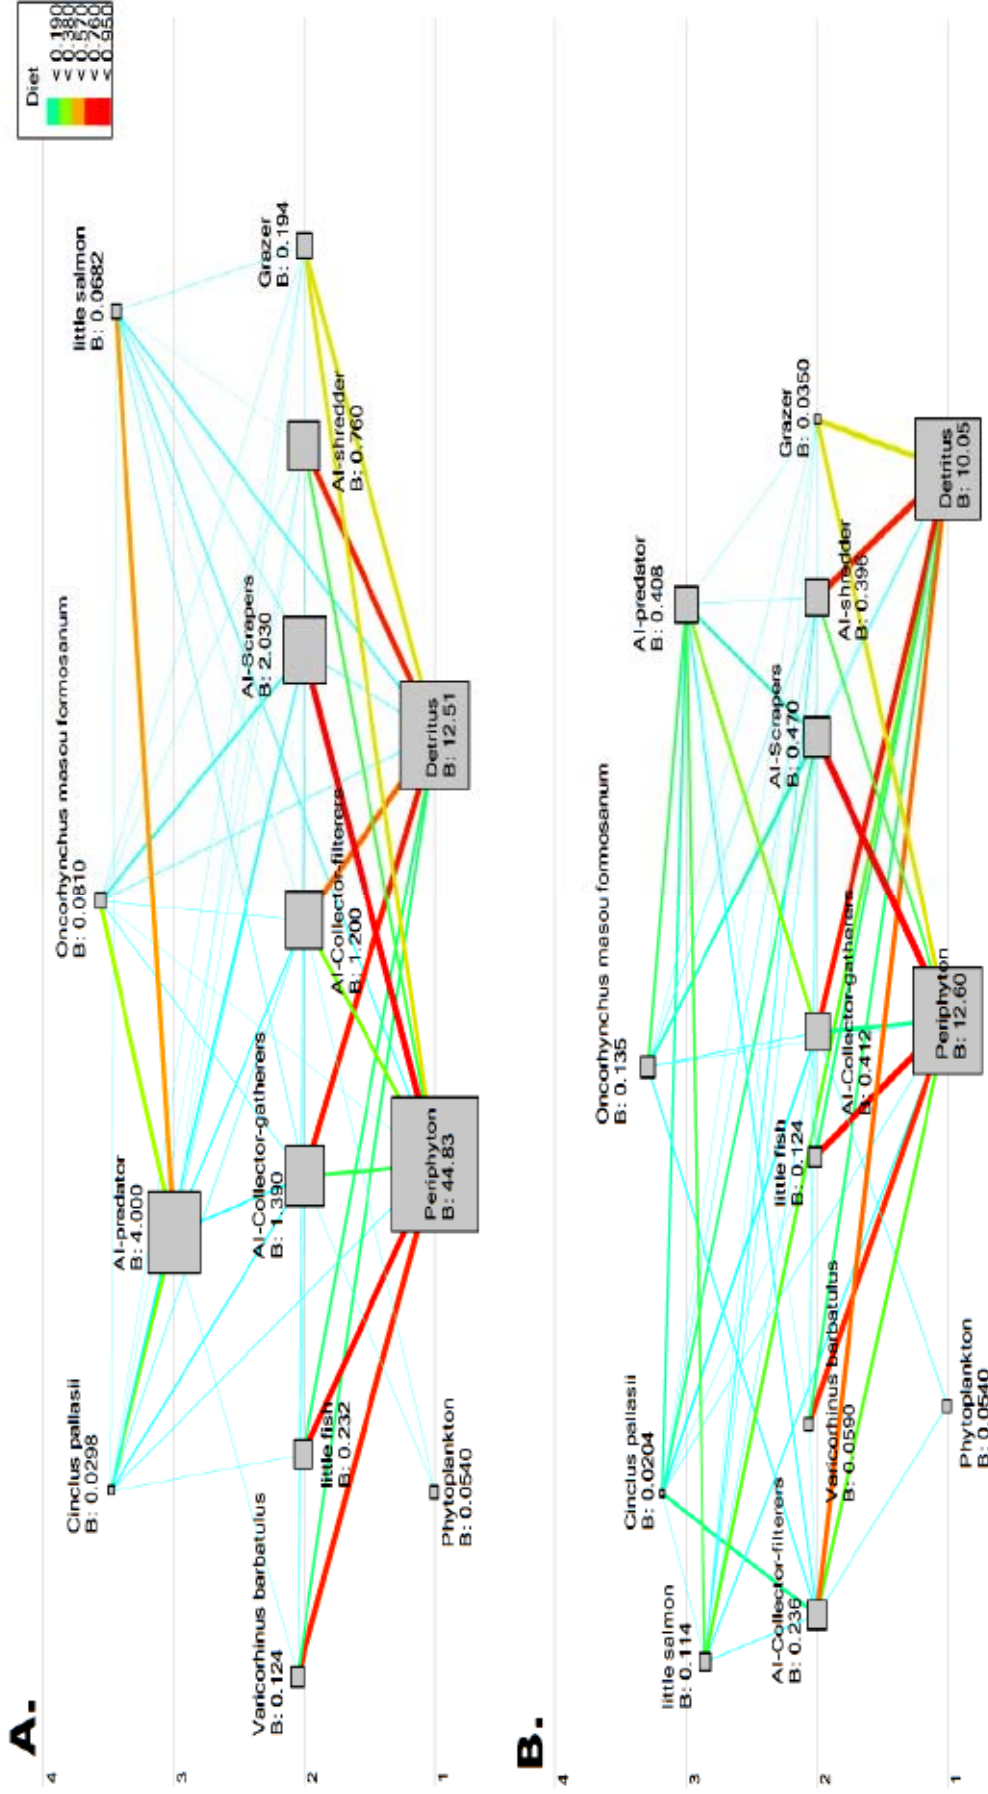 A.
Diet
< 0.190
< 0.380
< 0.570
< 0.760
< 0.950
4
3
2
1
little salmon
B: 0.0682
Oncorhynchus masou formosanum
B: 0.0810
Cinclus pallasii
B: 0.0298
AI-predator
B: 4.000
Grazer
B: 0.194
AI-shredder
B: 0.760
AI-Scrapers
B: 2.030
AI-Collector-filterers
B: 1.200
AI-Collector-gatherers
B: 1.390
little fish
B: 0.232
Varicorhinus barbatulus
B: 0.124
Detritus
B: 12.51
Periphyton
B: 44.83
Phytoplankton
B: 0.0540
B.
4
3
2
1
Oncorhynchus masou formosanum
B: 0.135
Cinclus pallasii
B: 0.0204
AI-predator
B: 0.408
little salmon
B: 0.114
Grazer
B: 0.0350
AI-shredder
B: 0.396
AI-Scrapers
B: 0.470
AI-Collactor-gatherers
B: 0.412
little fish
B: 0.124
Varicorhinus barbatulus
B: 0.0590
AI-Collector-filterers
B: 0.236
Detritus
B: 10.05
Periphyton
B: 12.60
Phytoplankton
B: 0.0540